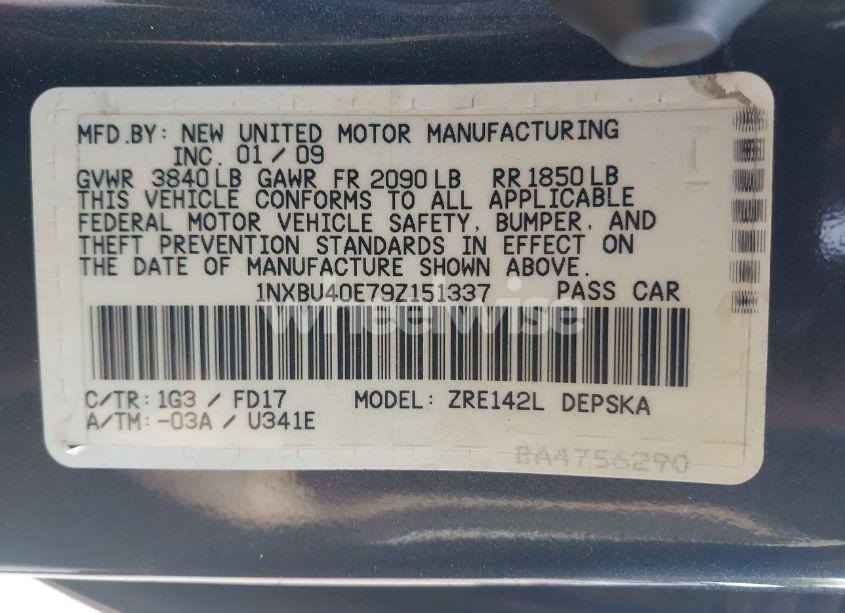 MFD.BY: NEW UNITED MOTOR MANUFACTURING
INC. 01/09
GVWR 3840LB GAWR FR 2090LB RR 1850LB
THIS VEHICLE CONFORMS TO ALL APPLICABLE
FEDERAL MOTOR VEHICLE SAFETY, BUMPER, AND
THEFT PREVENTION STANDARDS IN EFFECT ON
THE DATE OF MANUFACTURE SHOWN ABOVE.
1NXBU40E79Z151337 PASS CAR
wheelwise
C/TR: 1G3 / FD17 MODEL: ZRE142L DEPSKA
A/TM: -03A / U341E
BA4756290